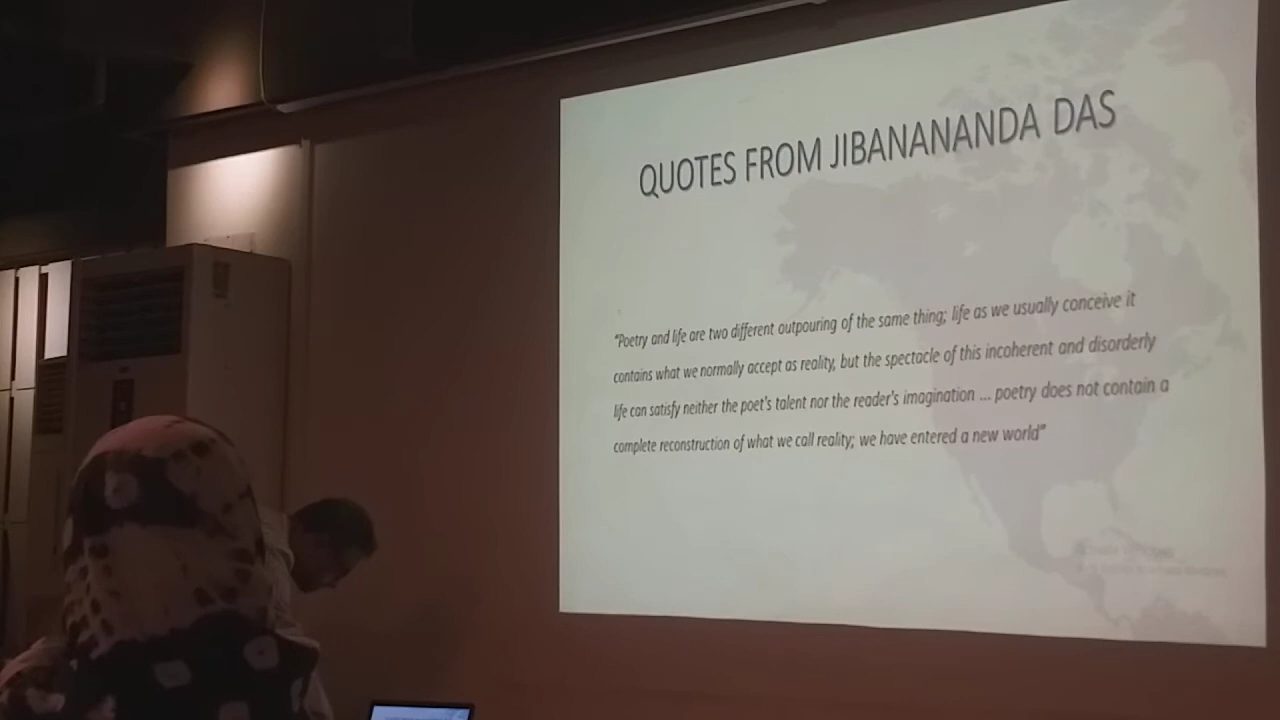 QUOTES FROM JIBANANANDA DAS
"Poetry and life are two different outpouring of the same thing; life as we usually conceive it
contains what we normally accept as reality, but the spectacle of this incoherent and disorderly
life can satisfy neither the poet's talent nor the reader's imagination ... poetry does not contain a
complete reconstruction of what we call reality; we have entered a new world"